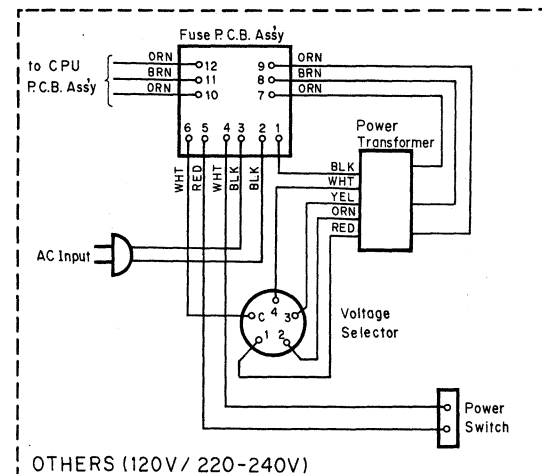 Fuse P.C.B. Ass'y
to CPU
P.C.B. Ass'y
ORN 12
BRN 11
ORN 10
9 ORN
8 BRN
7 ORN
6 5 4 3 2 1
WHT RED WHT BLK BLK
Power
Transformer
BLK
WHT
YEL
ORN
RED
AC Input
C 4 3
1 2
Voltage
Selector
Power
Switch
OTHERS (120V/ 220-240V)